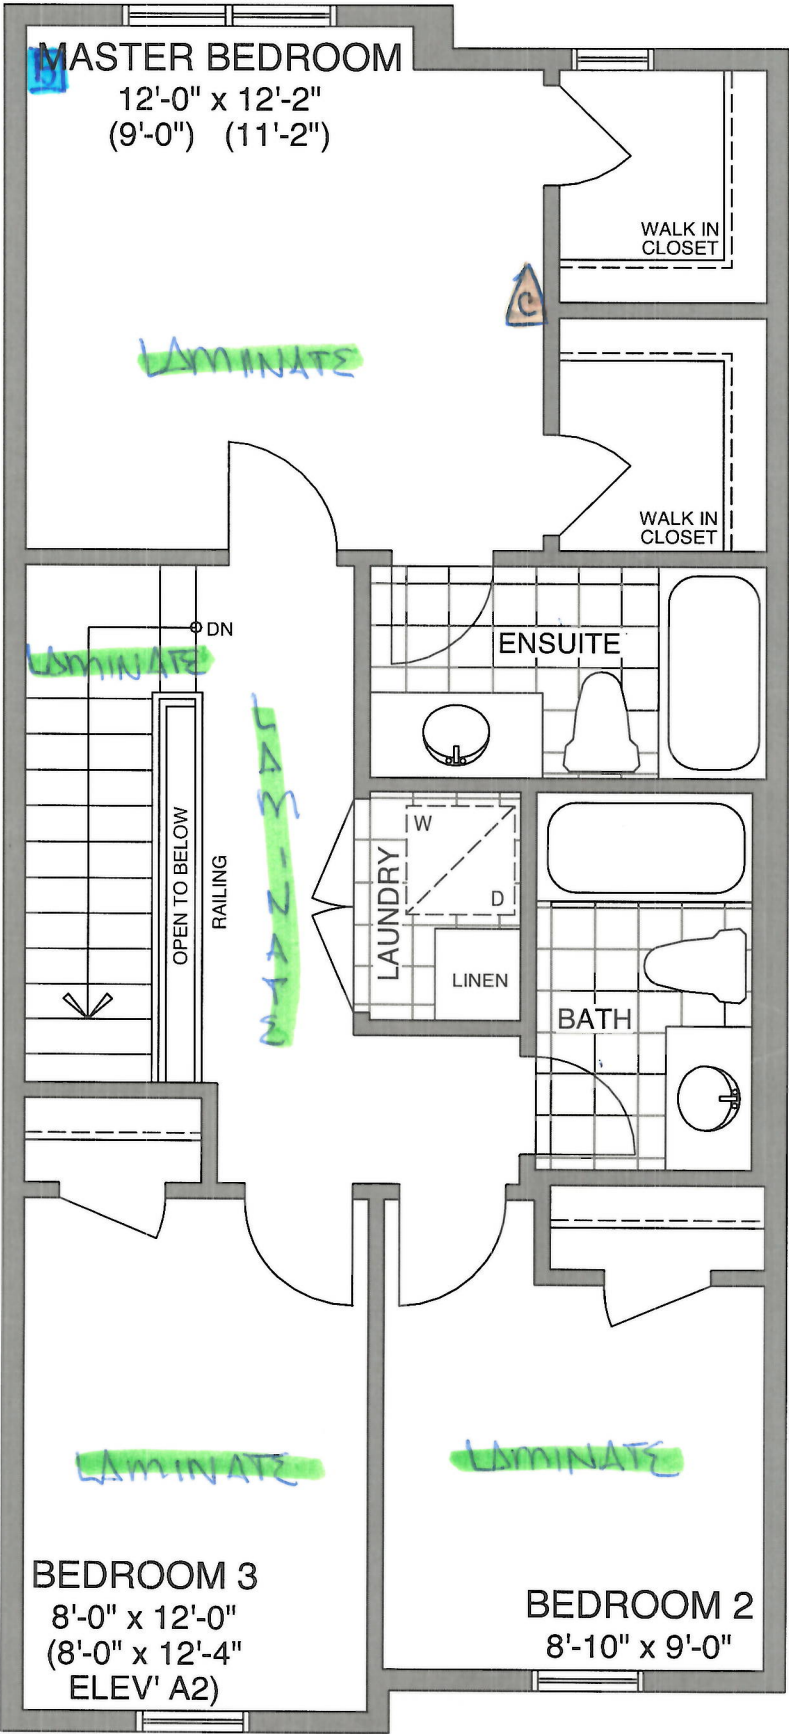 MASTER BEDROOM
12'-0" x 12'-2"
(9'-0") (11'-2")
WALK IN
CLOSET
C
LAMINATE
WALK IN
CLOSET
DN
ENSUITE
LAMINATE
LAMINATE
OPEN TO BELOW
RAILING
LAUNDRY
W
D
LINEN
BATH
LAMINATE
LAMINATE
BEDROOM 3
8'-0" x 12'-0"
(8'-0" x 12'-4"
ELEV' A2)
BEDROOM 2
8'-10" x 9'-0"